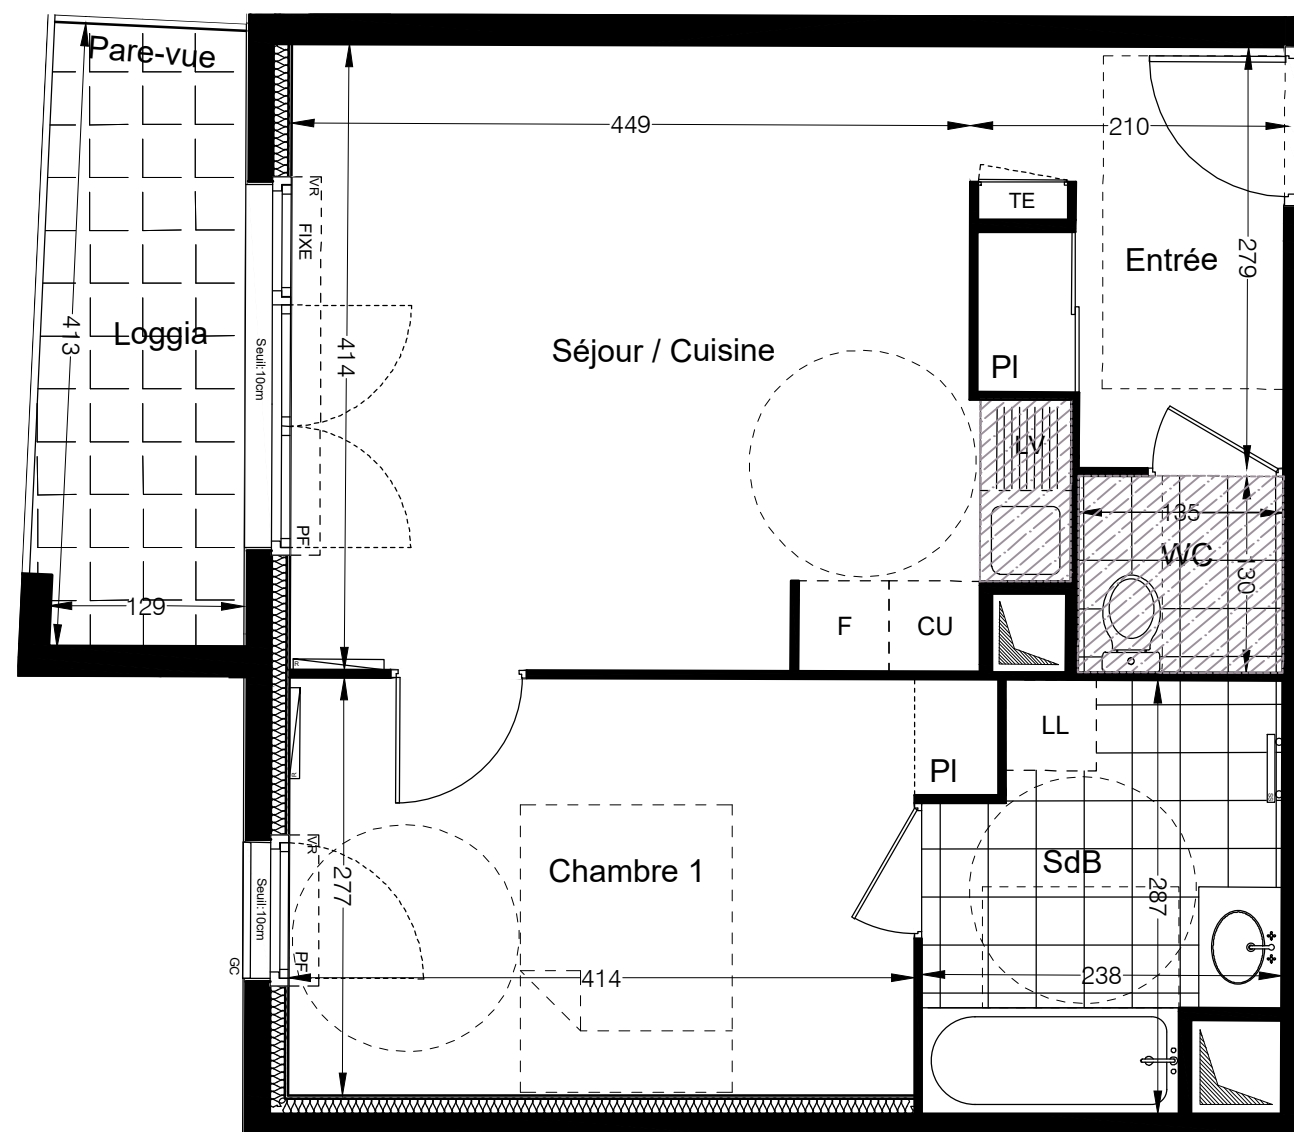 Pare-vue
449
210
VR
TE
FIXE
Entrée
279
413
Loggia
Seuil:10cm
414
Séjour / Cuisine
Pl
LV
135
WC
130
PF
129
F
CU
R
LL
Pl
R
SS
VR
Chambre 1
SdB
277
287
Seuil:10cm
GC
PF
414
238